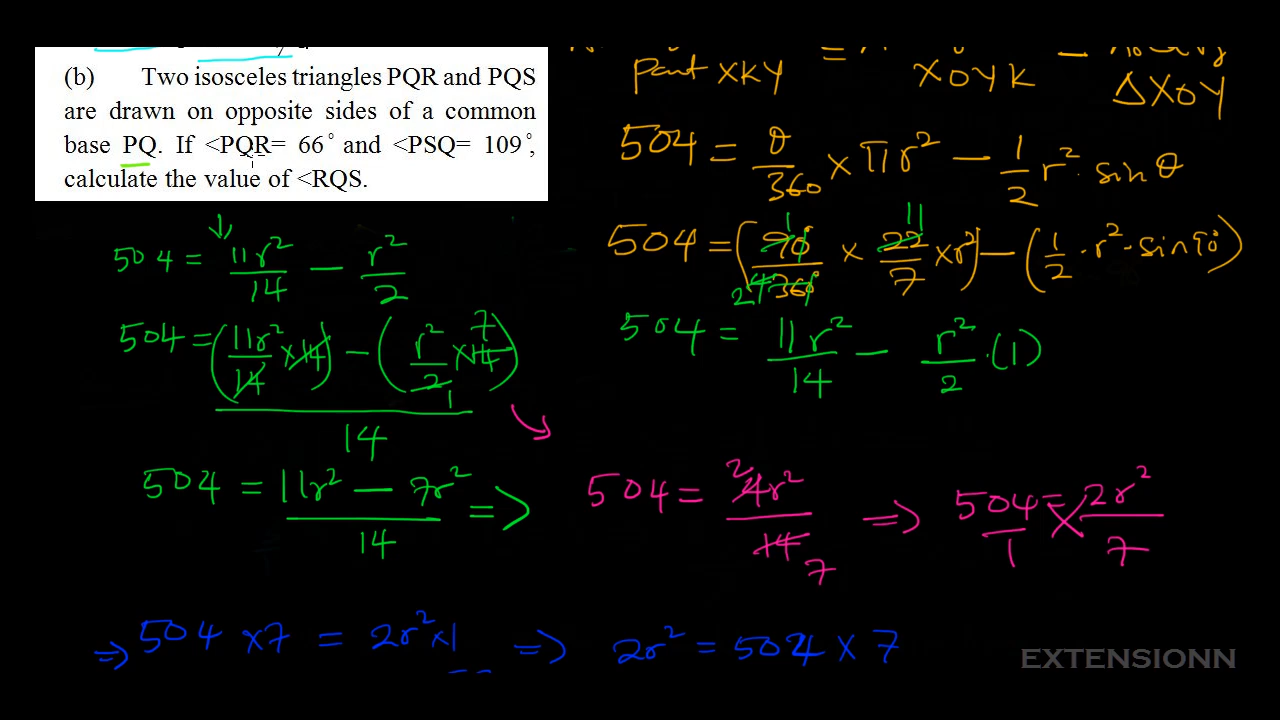 (b) Two isosceles triangles PQR and PQS
are drawn on opposite sides of a common
base PQ. If <PQR= 66° and <PSQ= 109°,
calculate the value of <RQS.
part XKY = XOYK – ΔXOY
504 = θ/360 × πr² – 1/2 r² sin θ
504 = (90/360 × 22/7 × r²) – (1/2 · r² · sin 90°)
504 = 11r²/14 – r²/2 · (1)
504 = 11r²/14 – r²/2
504 = ((11r²/14 × 14) – (r²/2 × 14))/14
504 = (11r² – 7r²)/14 =>
504 = 4r²/14 => 504/1 = 2r²/7
=> 504 × 7 = 2r² × 1 => 2r² = 504 × 7
EXTENSIONN